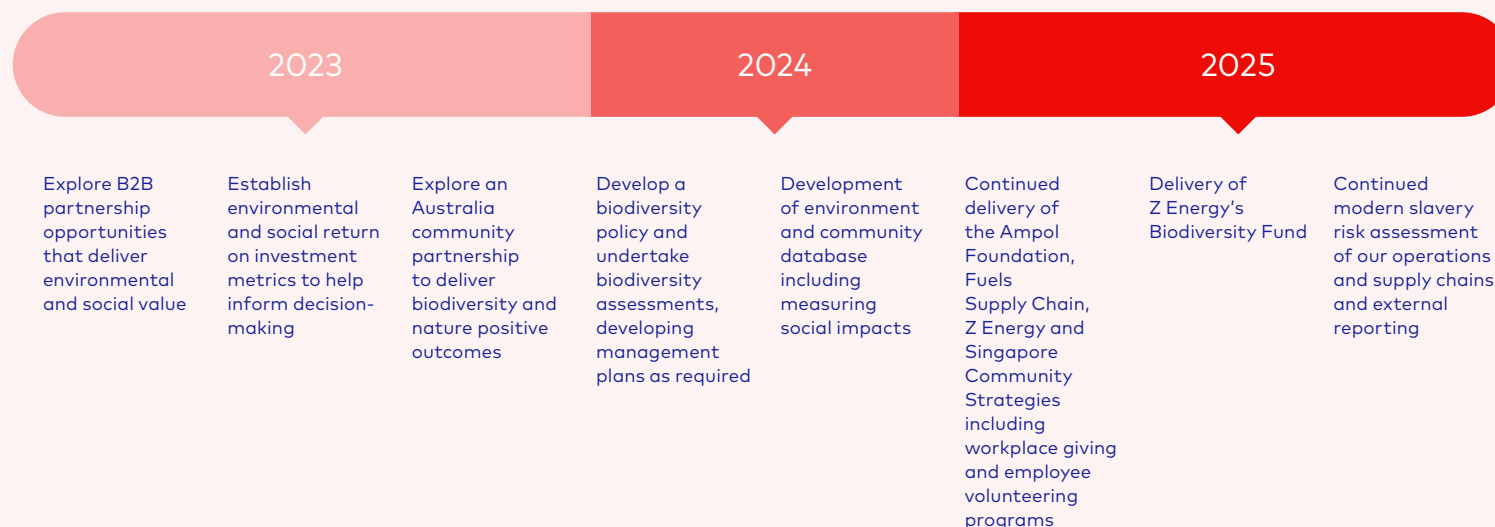 2023
2024
2025
Explore B2B
partnership
opportunities
that deliver
environmental
and social value
Establish
environmental
and social return
on investment
metrics to help
inform decision-
making
Explore an
Australia
community
partnership
to deliver
biodiversity and
nature positive
outcomes
Develop a
biodiversity
policy and
undertake
biodiversity
assessments,
developing
management
plans as required
Development
of environment
and community
database
including
measuring
social impacts
Continued
delivery of
the Ampol
Foundation,
Fuels
Supply Chain,
Z Energy and
Singapore
Community
Strategies
including
workplace giving
and employee
volunteering
programs
Delivery of
Z Energy’s
Biodiversity Fund
Continued
modern slavery
risk assessment
of our operations
and supply chains
and external
reporting